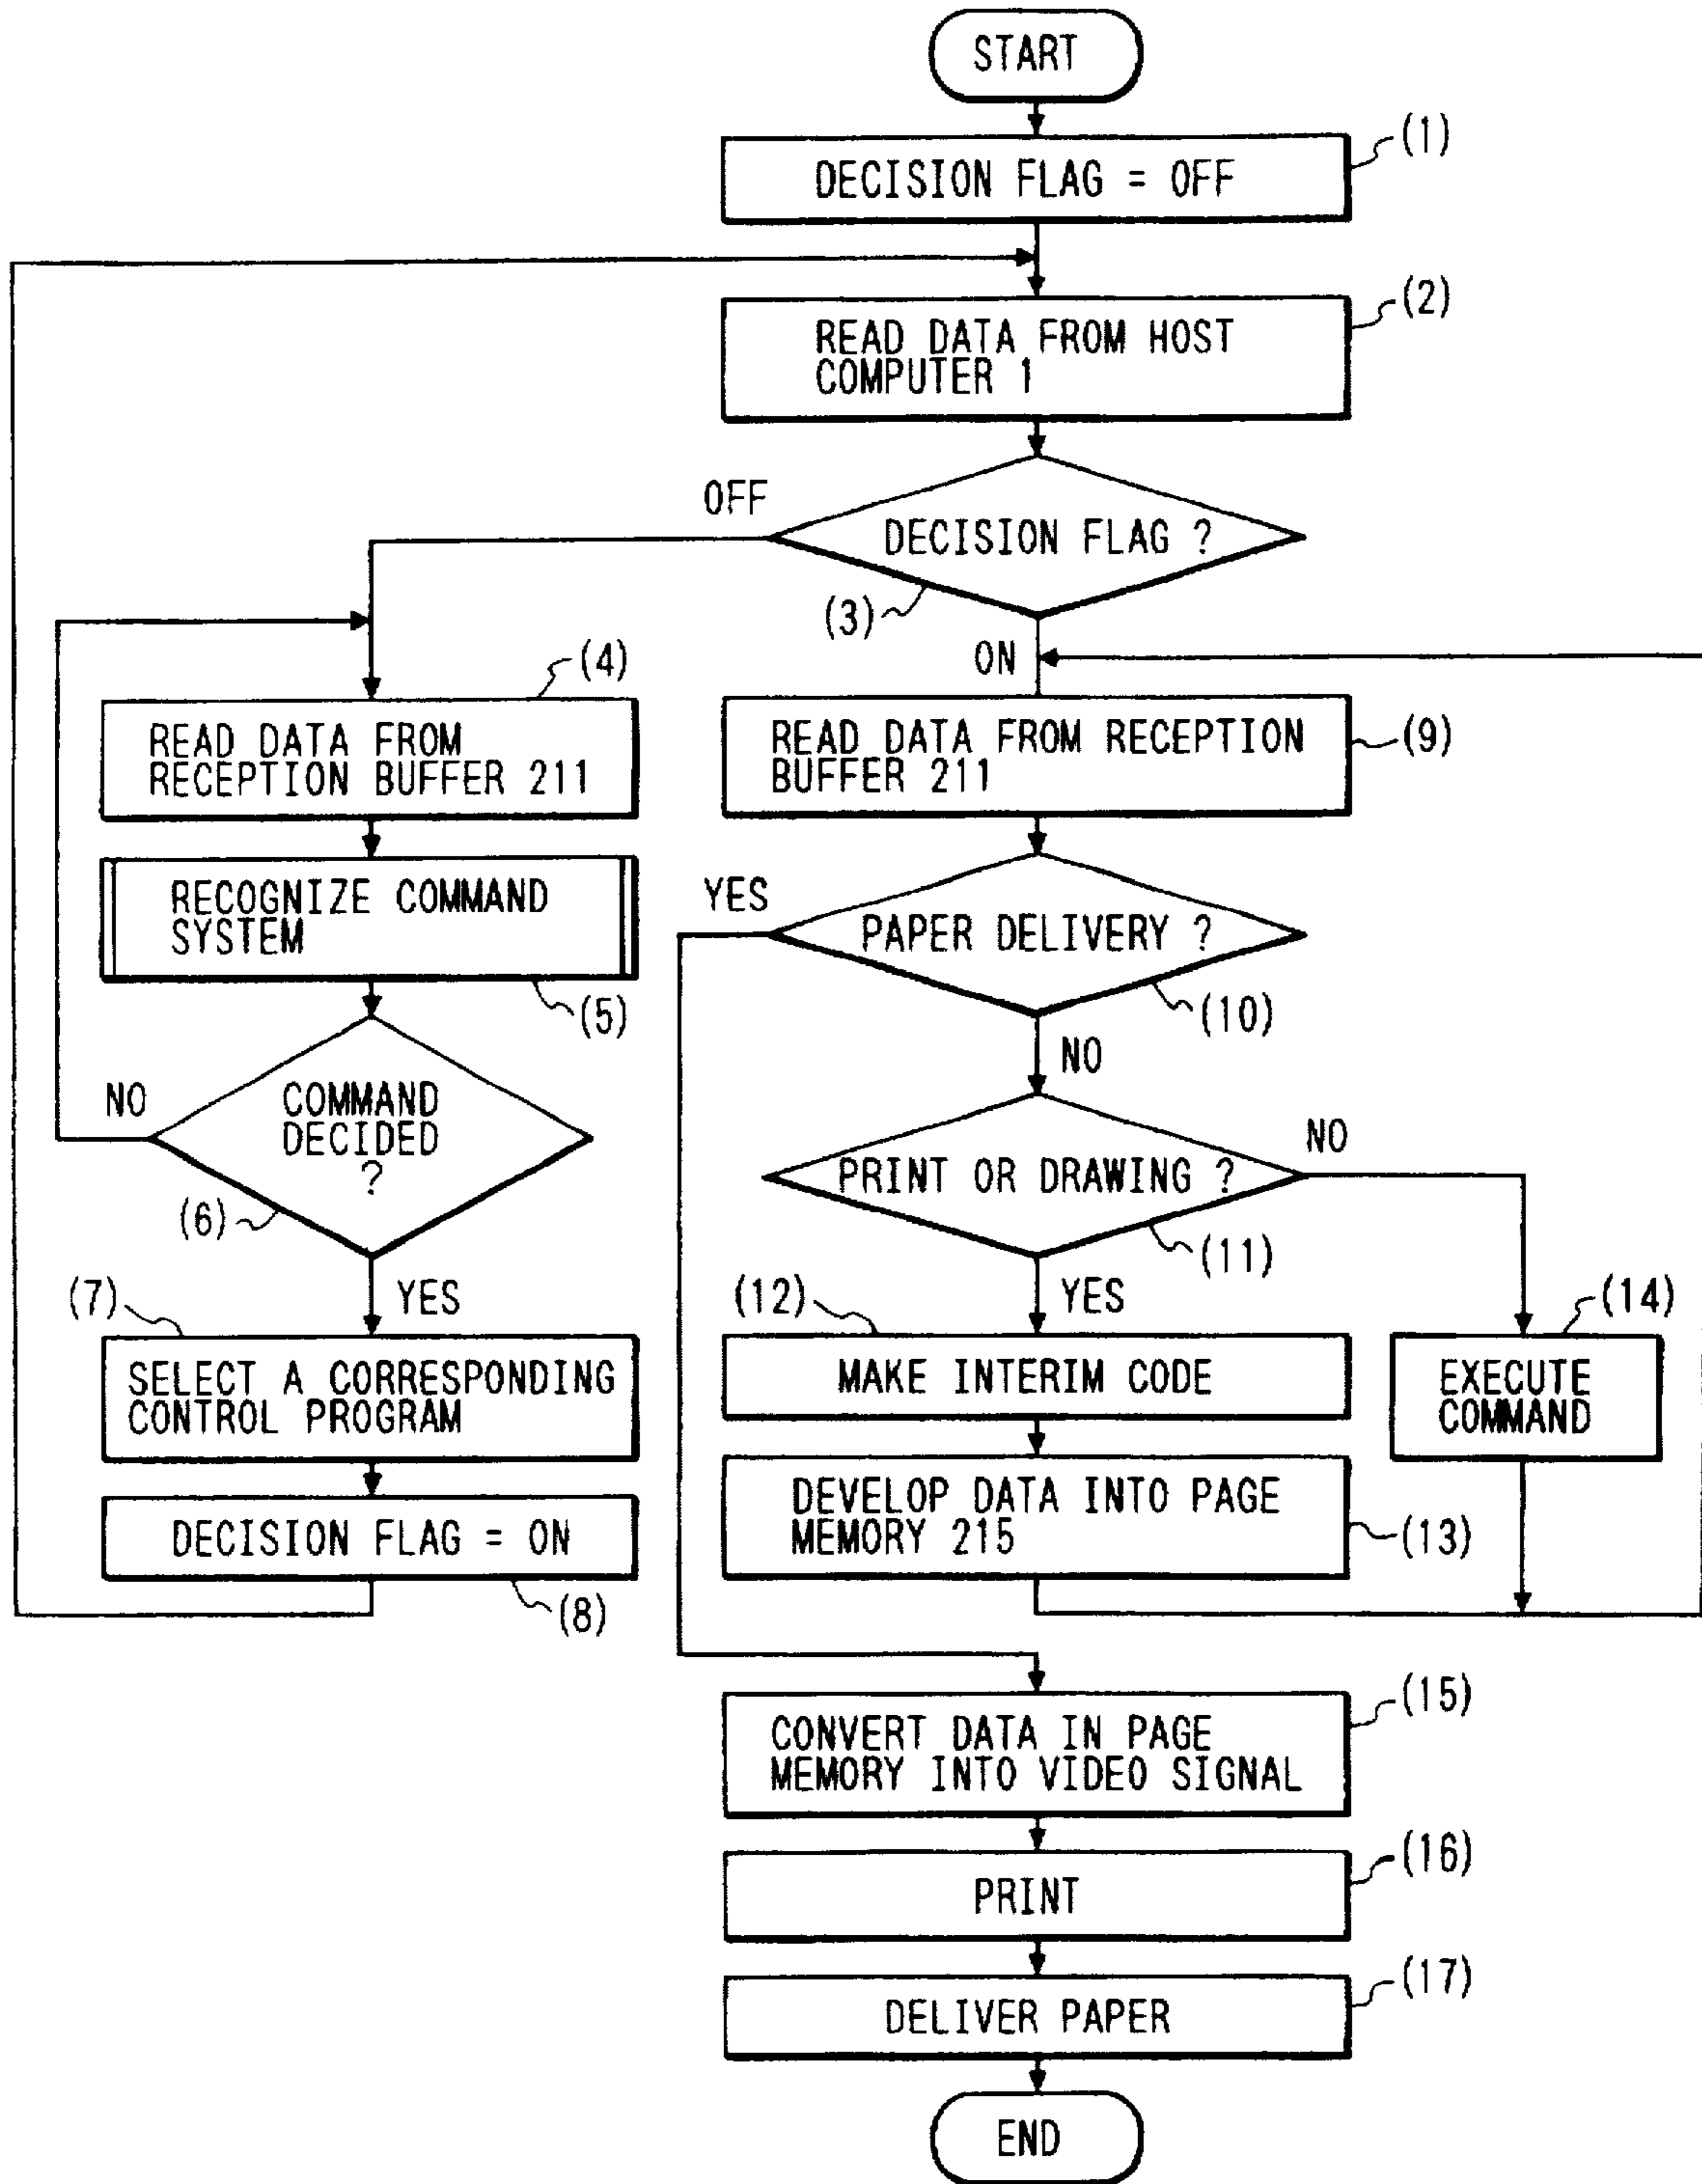 START
(1)
DECISION FLAG = OFF
(2)
READ DATA FROM HOST
COMPUTER 1
OFF
DECISION FLAG ?
(3)
ON
(4)
READ DATA FROM
RECEPTION BUFFER 211
RECOGNIZE COMMAND
SYSTEM
(5)
NO
COMMAND
DECIDED
?
(6)
YES
(7)
SELECT A CORRESPONDING
CONTROL PROGRAM
DECISION FLAG = ON
(8)
READ DATA FROM RECEPTION
BUFFER 211
(9)
YES
PAPER DELIVERY ?
(10)
NO
PRINT OR DRAWING ?
NO
(11)
YES
(12)
MAKE INTERIM CODE
(14)
EXECUTE
COMMAND
DEVELOP DATA INTO PAGE
MEMORY 215
(13)
(15)
CONVERT DATA IN PAGE
MEMORY INTO VIDEO SIGNAL
(16)
PRINT
(17)
DELIVER PAPER
END